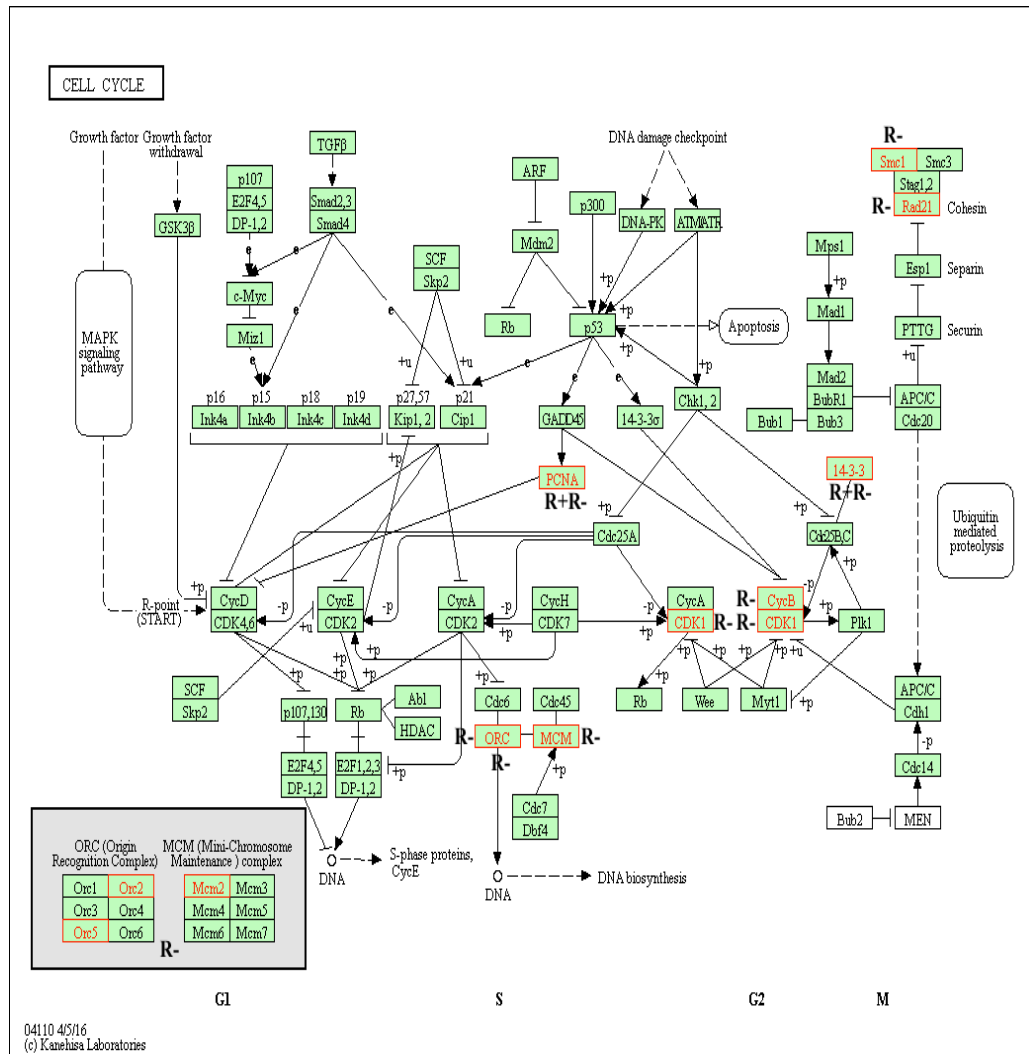 CELL CYCLE
Growth factor
Growth factor
withdrawal
TGFβ
DNA damage checkpoint
R-
Smc1
Smc3
Stag1,2
R-
Rad21
Cohesin
p107
E2F4,5
DP-1,2
Smad2,3
Smad4
ARF
p300
DNA-PK
ATM/ATR
GSK3β
Mdm2
SCF
Skp2
Mps1
+p
Mad1
Esp1
Separin
e
e
c-Myc
Miz1
e
e
e
Rb
p53
+p
+p
+p
Apoptosis
PTTG
Securin
+u
MAPK
signaling
pathway
+u
+u
e
e
e
+p
Mad2
BubR1
Bub3
Bub1
APC/C
Cdc20
p16
Ink4a
p15
Ink4b
p18
Ink4c
p19
Ink4d
p27,57
Kip1, 2
p21
Cip1
GADD45
14-3-3σ
Chk1, 2
+p
PCNA
R+R-
14-3-3
R+R-
+p
+p
Cdc25A
Cdc25B,C
Ubiquitin
mediated
proteolysis
R-point
(START)
+p
CycD
CDK4,6
-p
+u
CycE
CDK2
-p
CycA
CDK2
-p
+p
CycH
CDK7
-p
+p
CycA
CDK1
R-
R-
R-
CycB
CDK1
-p
+p
+p
Plk1
+p
+p
+p
+p
+p
+p
+p
+p
+u
SCF
Skp2
p107,130
Rb
Abl
HDAC
Cdc6
Cdc45
Rb
Wee
Myt1
+p
APC/C
Cdh1
R-
ORC
R-
MCM
R-
-p
Cdc14
E2F4,5
DP-1,2
E2F1,2,3
DP-1,2
+p
+p
Cdc7
Dbf4
Bub2
MEN
DNA
S-phase proteins,
CycE
DNA
DNA biosynthesis
ORC (Origin
Recognition Complex)
MCM (Mini-Chromosome
Maintenance ) complex
Orc1
Orc2
Mcm2
Mcm3
Orc3
Orc4
Mcm4
Mcm5
Orc5
Orc6
Mcm6
Mcm7
R-
G1
S
G2
M
04110 4/5/16
(c) Kanehisa Laboratories